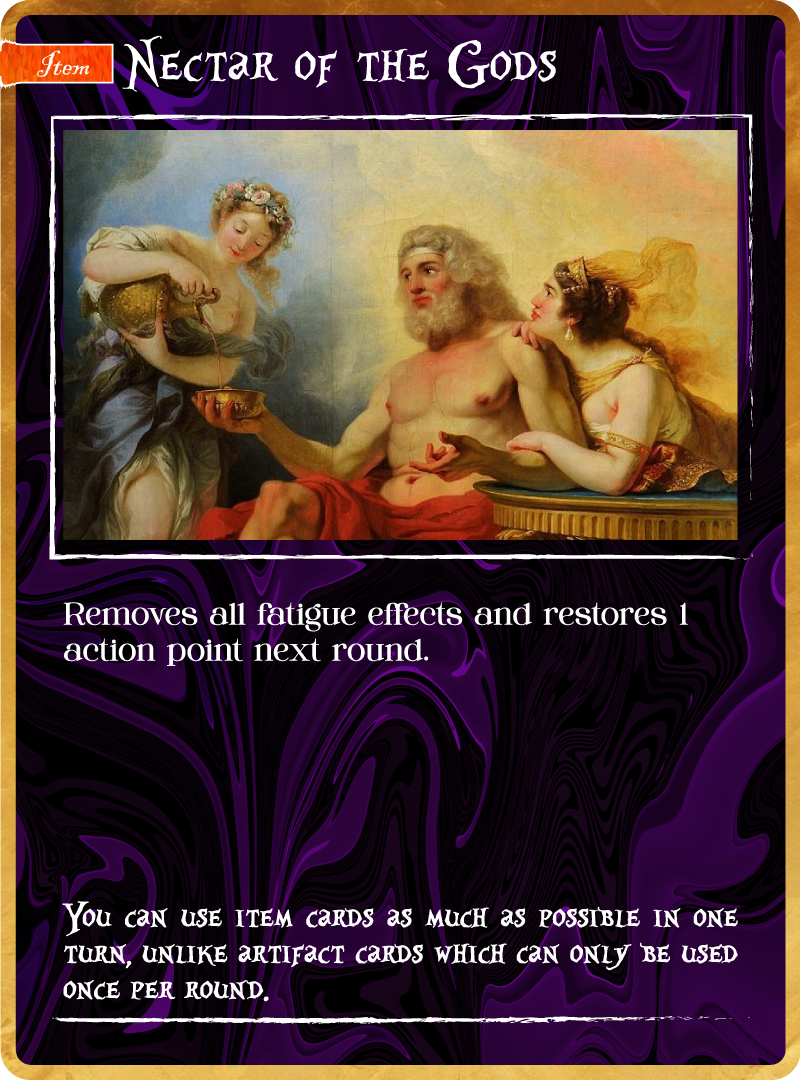 Item
Nectar of the Gods
Removes all fatigue effects and restores 1
action point next round.
You can use item cards as much as possible in one
turn, unlike artifact cards which can only be used
once per round.